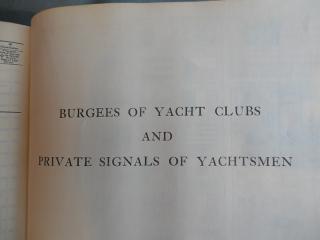 BURGEES OF YACHT CLUBS
AND
PRIVATE SIGNALS OF YACHTSMEN